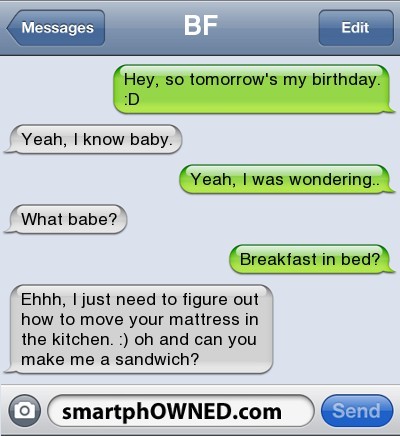 Messages
BF
Edit
Hey, so tomorrow's my birthday.
:D
Yeah, I know baby.
Yeah, I was wondering..
What babe?
Breakfast in bed?
Ehhh, I just need to figure out
how to move your mattress in
the kitchen. :) oh and can you
make me a sandwich?
smartphOWNED.com
Send